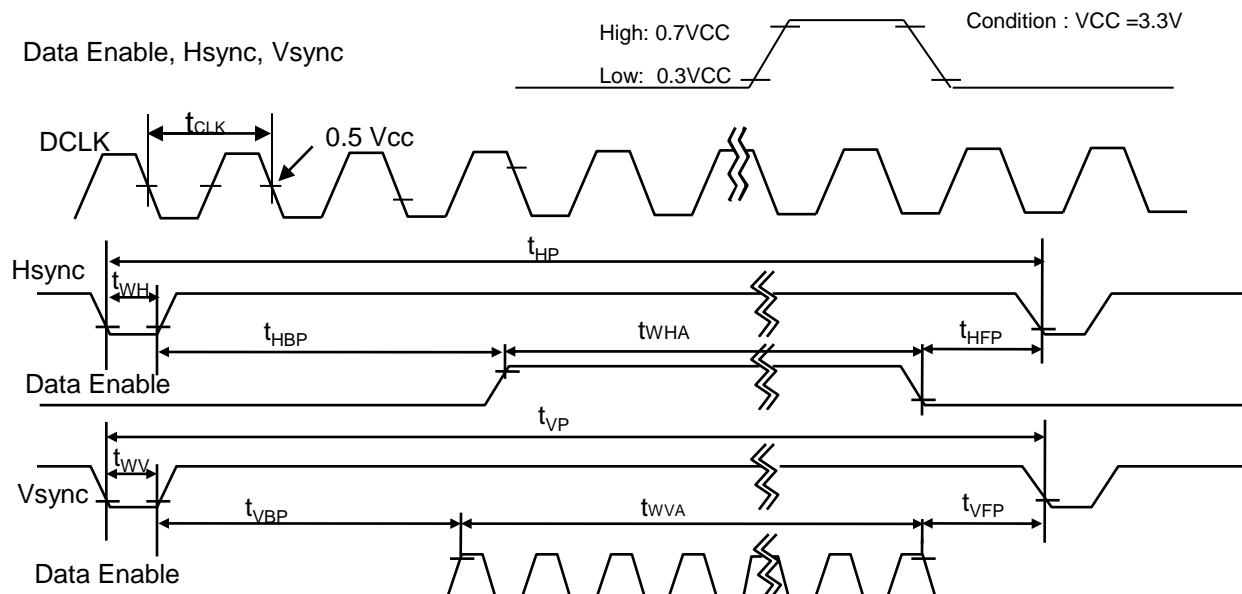 High: 0.7VCC
Condition : VCC =3.3V
Data Enable, Hsync, Vsync
Low: 0.3VCC
tCLK
DCLK
0.5 Vcc
tHP
Hsync
tWH
tHBP
tWHA
tHFP
Data Enable
tVP
tWV
Vsync
tVBP
tWVA
tVFP
Data Enable